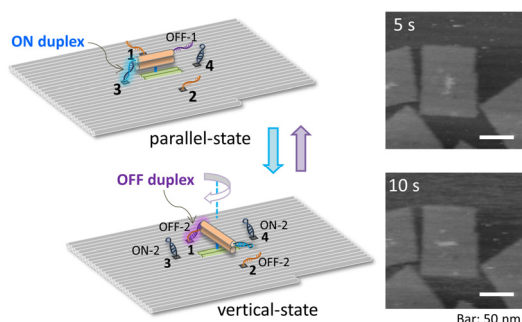 ON duplex
OFF-1
1
4
3
2
parallel-state
OFF duplex
OFF-2
ON-2
4
ON-2
1
OFF-2
3
2
vertical-state
5 s
10 s
Bar: 50 nm